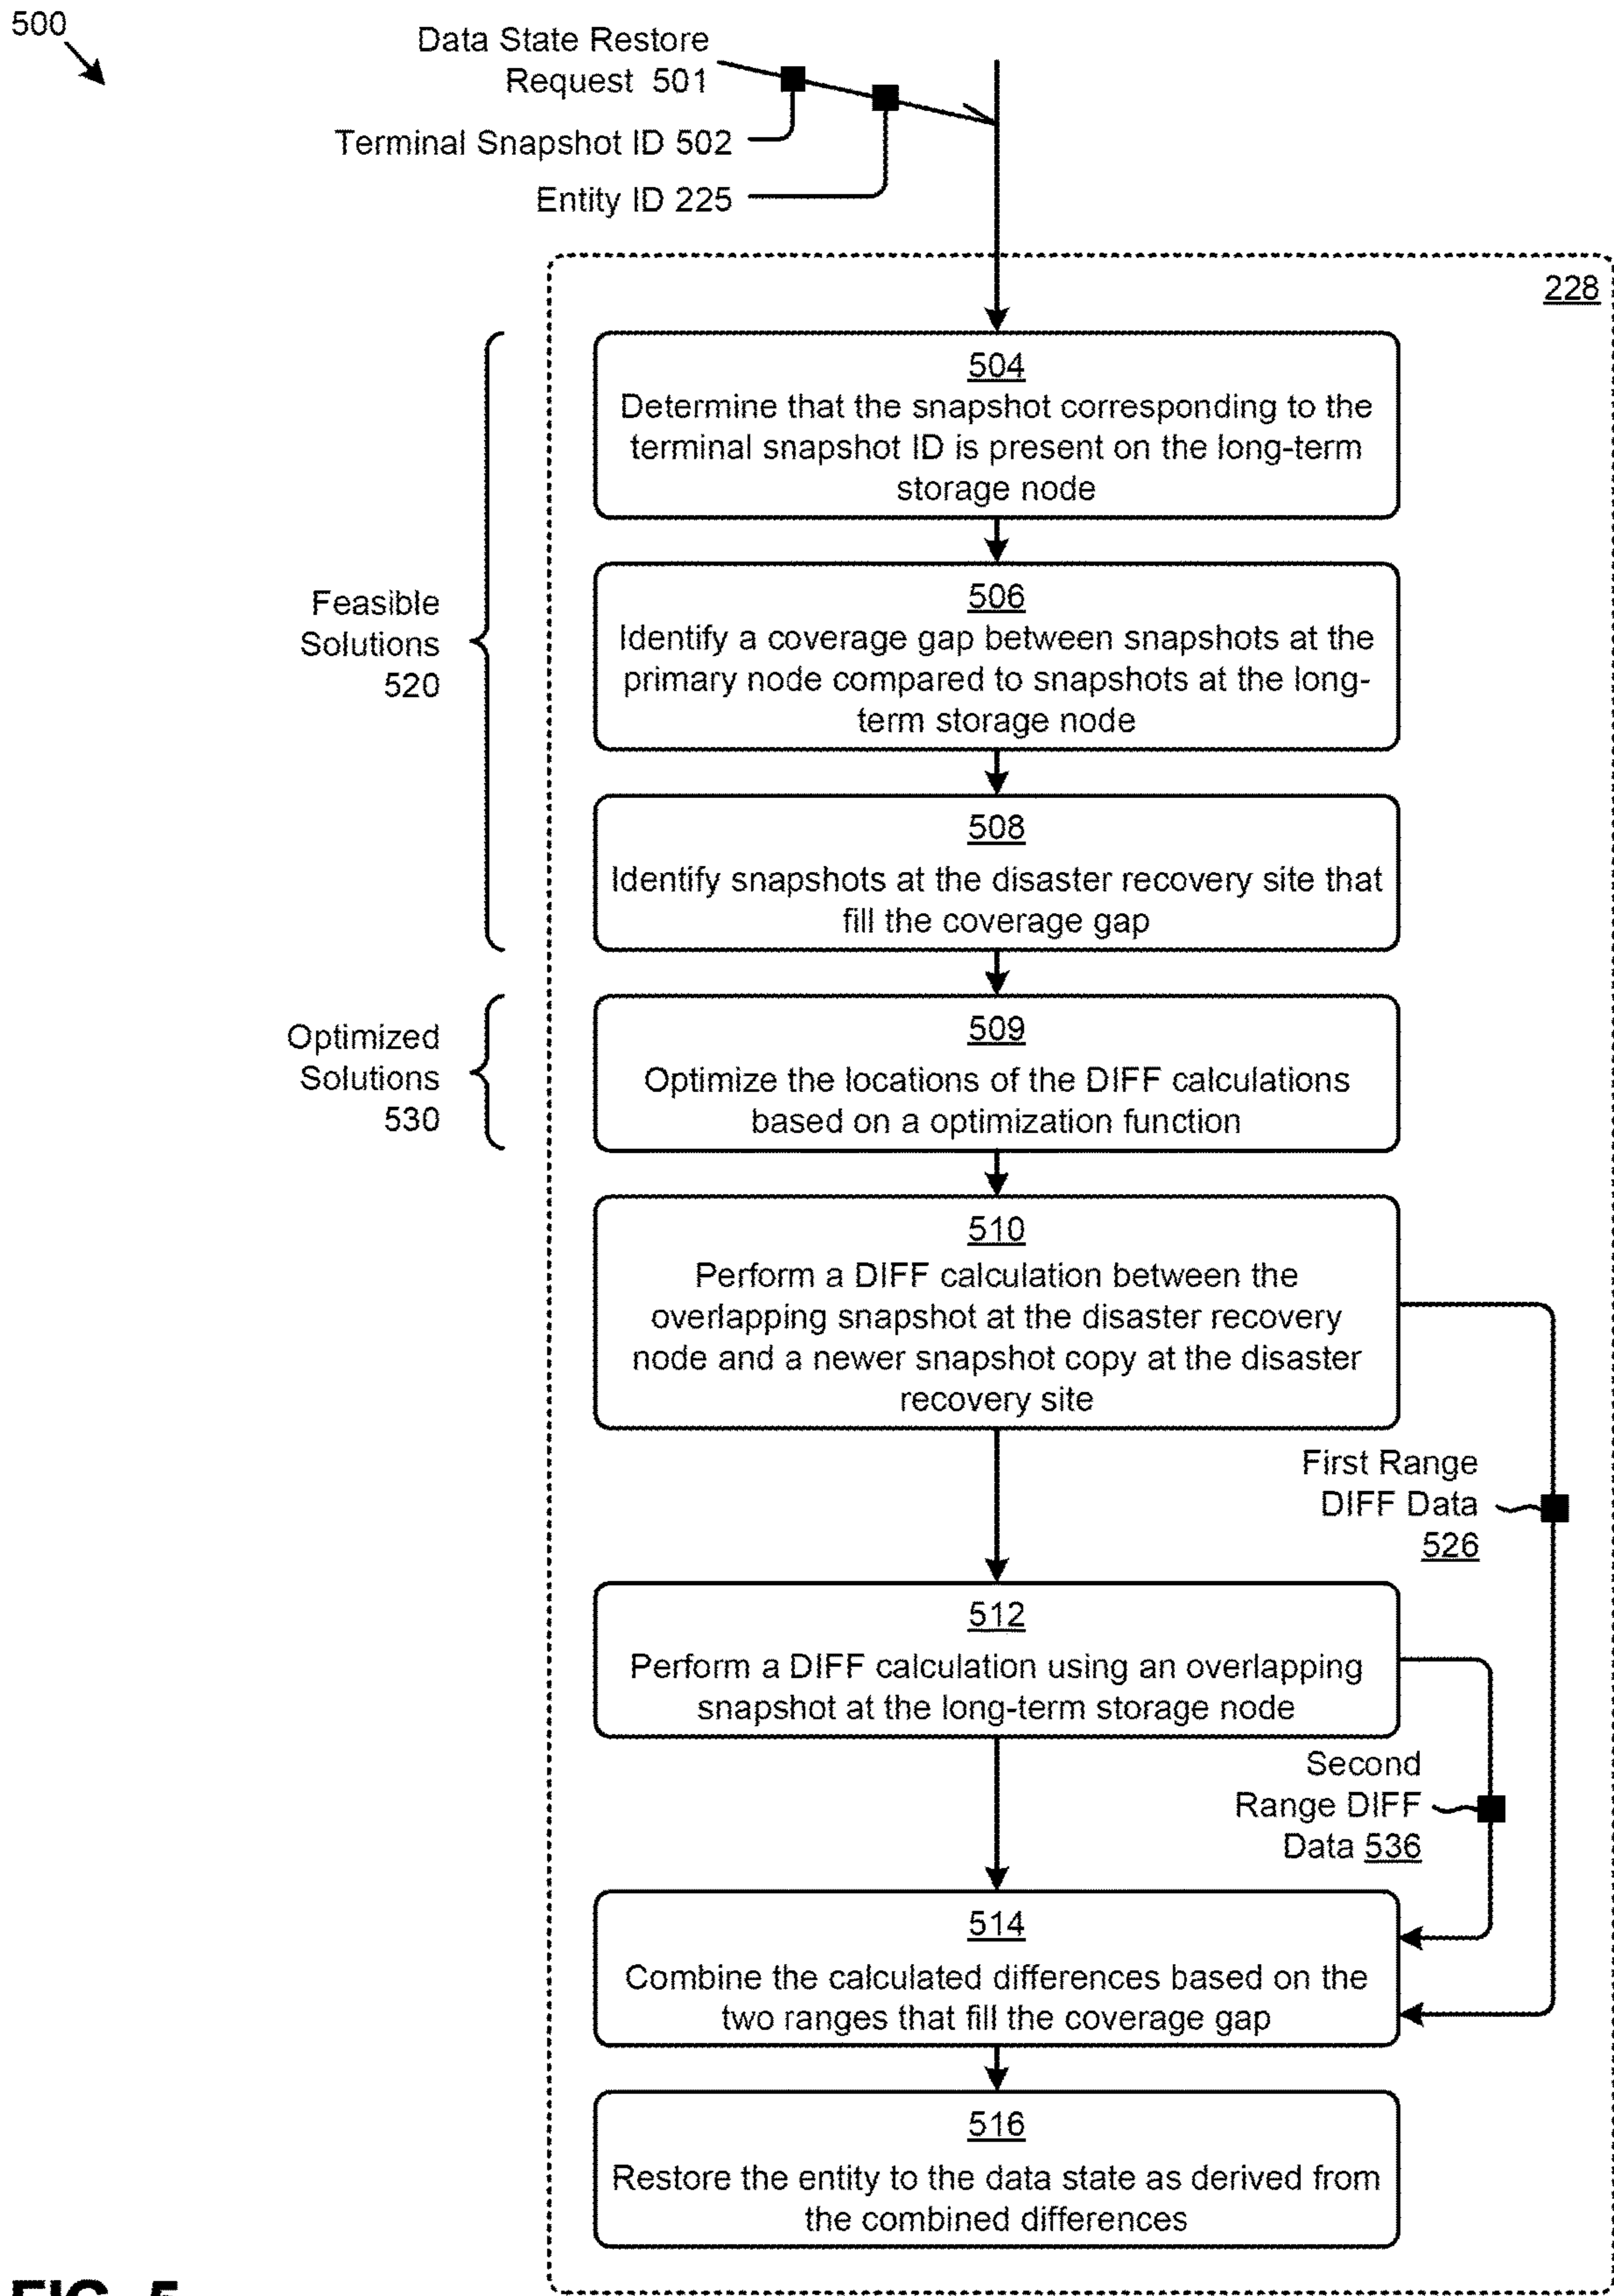 500
Data State Restore
Request 501
Terminal Snapshot ID 502
Entity ID 225
228
504
Determine that the snapshot corresponding to the
terminal snapshot ID is present on the long-term
storage node
506
Identify a coverage gap between snapshots at the
primary node compared to snapshots at the long-
term storage node
Feasible
Solutions
520
508
Identify snapshots at the disaster recovery site that
fill the coverage gap
509
Optimize the locations of the DIFF calculations
based on a optimization function
Optimized
Solutions
530
510
Perform a DIFF calculation between the
overlapping snapshot at the disaster recovery
node and a newer snapshot copy at the disaster
recovery site
First Range
DIFF Data
526
512
Perform a DIFF calculation using an overlapping
snapshot at the long-term storage node
Second
Range DIFF
Data 536
514
Combine the calculated differences based on the
two ranges that fill the coverage gap
516
Restore the entity to the data state as derived from
the combined differences
FIG. 5